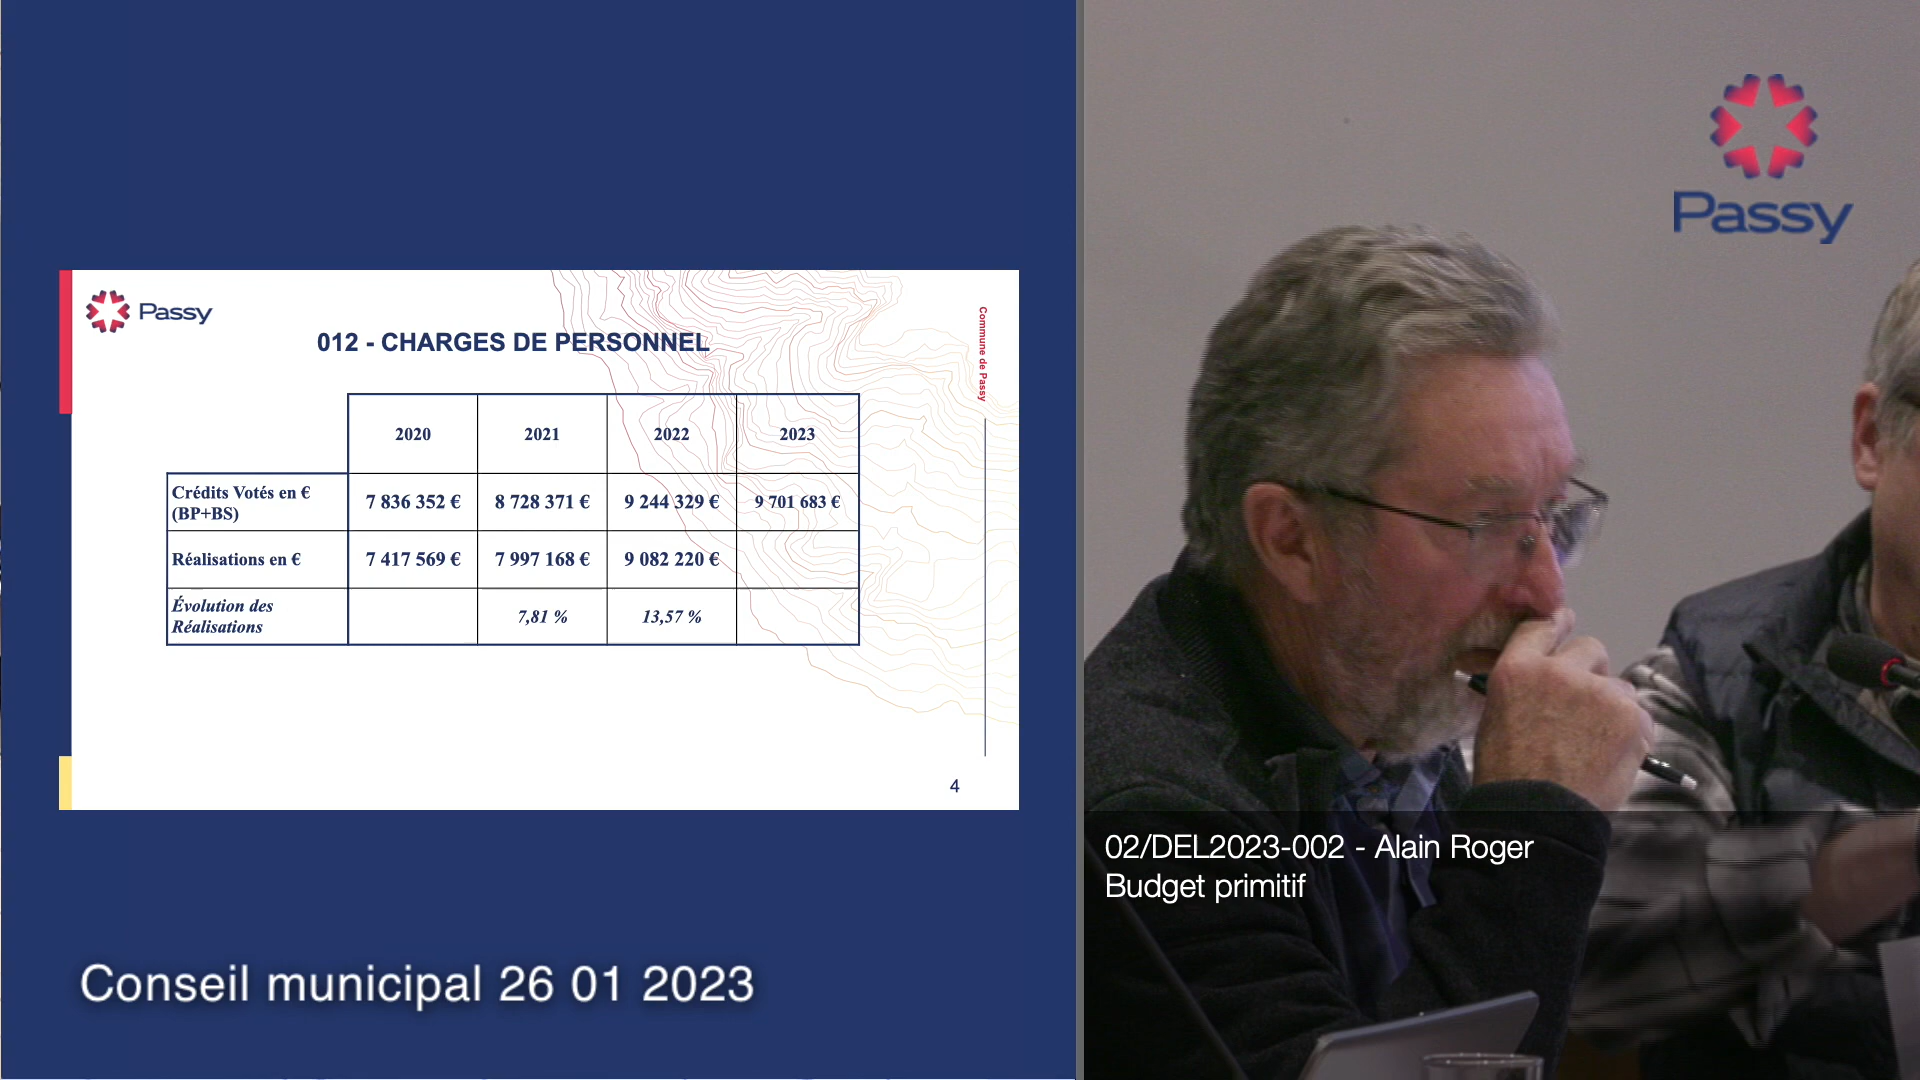 Passy
012 - CHARGES DE PERSONNEL
Commune de Passy
2020 2021 2022 2023
Crédits Votés en €
(BP+BS)
7 836 352 € 8 728 371 € 9 244 329 € 9 701 683 €
Réalisations en € 7 417 569 € 7 997 168 € 9 082 220 €
Évolution des
Réalisations
7,81 % 13,57 %
4
Conseil municipal 26 01 2023
Passy
02/DEL2023-002 - Alain Roger
Budget primitif